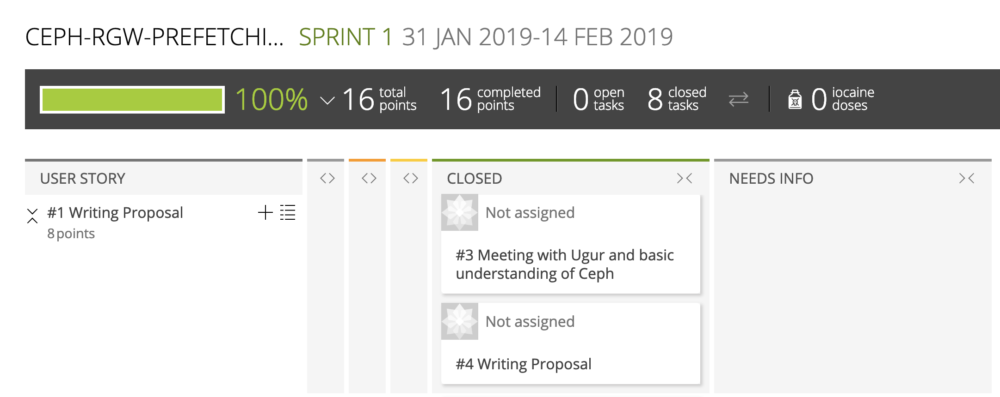 CEPH-RGW-PREFETCHI... SPRINT 1 31 JAN 2019-14 FEB 2019
100% 16 total points 16 completed points 0 open tasks 8 closed tasks 0 iocaine doses
USER STORY
CLOSED
NEEDS INFO
#1 Writing Proposal
8 points
Not assigned
#3 Meeting with Ugur and basic
understanding of Ceph
Not assigned
#4 Writing Proposal